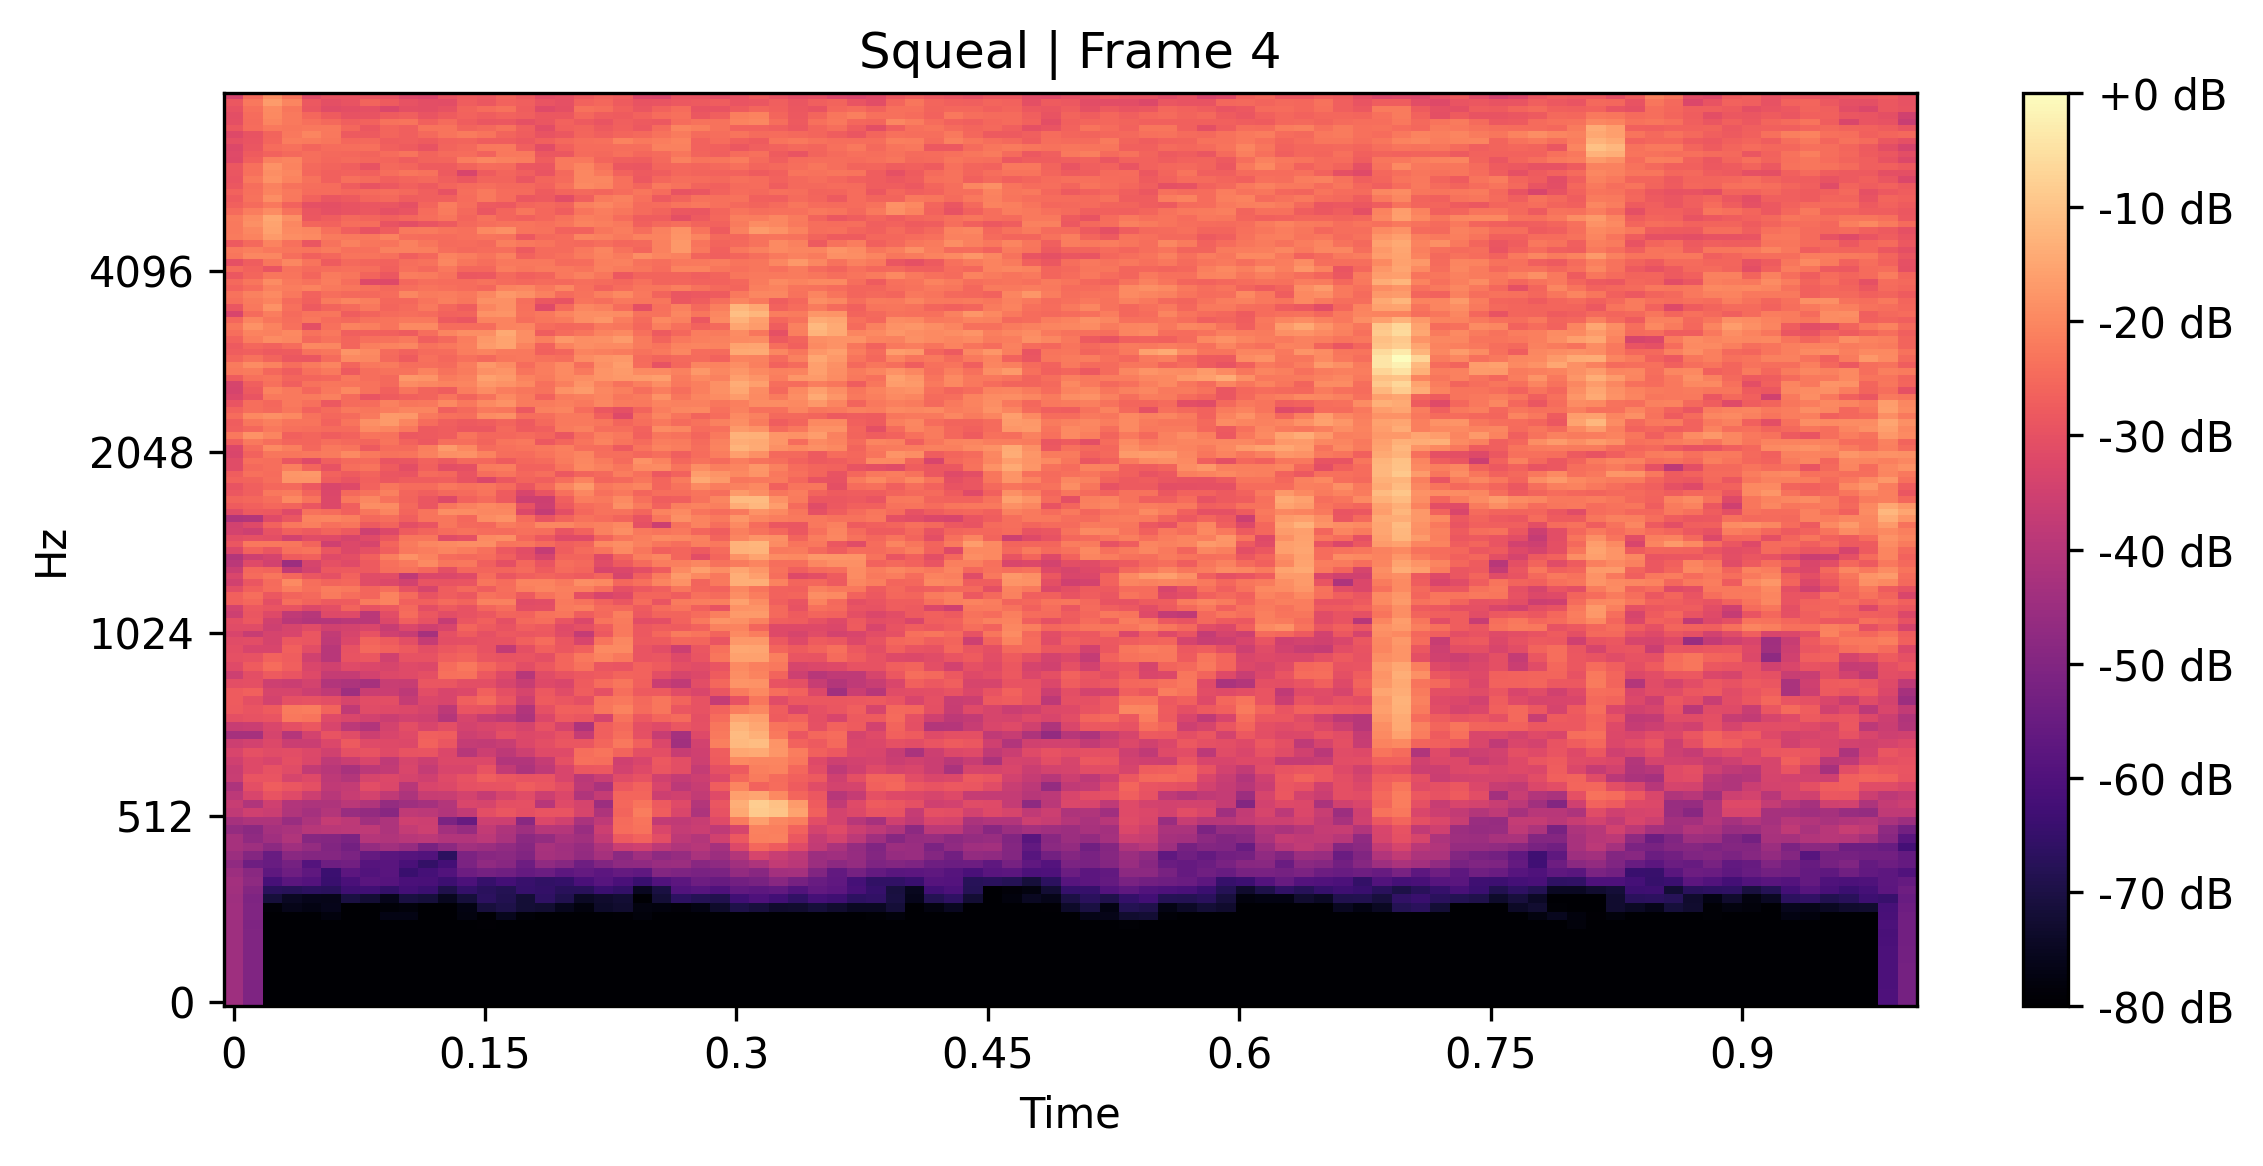 Squeal | Frame 4
Hz
4096
2048
1024
512
0
0 0.15 0.3 0.45 0.6 0.75 0.9
Time
+0 dB
-10 dB
-20 dB
-30 dB
-40 dB
-50 dB
-60 dB
-70 dB
-80 dB